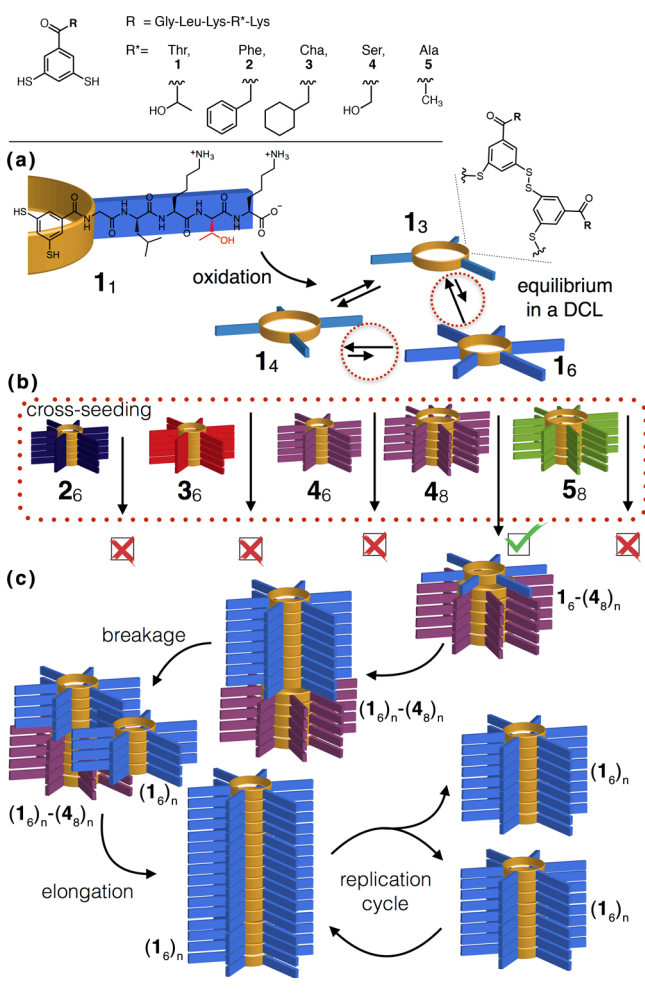 O
R
HS
SH
R = Gly-Leu-Lys-R*-Lys
R*= Thr, Phe, Cha, Ser, Ala
1 2 3 4 5
HO
HO
CH3
(a)
+NH3
+NH3
HS
SH
O
N
H
O
H
N
O
N
H
O
H
N
O
N
H
O
O−
OH
11
oxidation
O
R
S
S
S
O
R
S
13
equilibrium
in a DCL
14
16
(b)
cross-seeding
26
36
46
48
58
(c)
16-(48)n
breakage
(16)n-(48)n
(16)n
(16)n-(48)n
(16)n
elongation
replication
cycle
(16)n
(16)n
(16)n